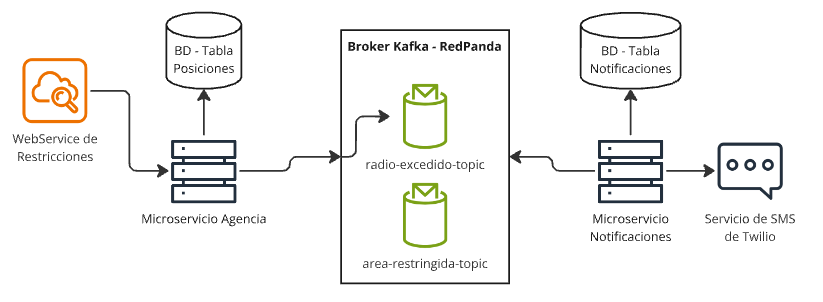 BD - Tabla
Posiciones
Broker Kafka - RedPanda
BD - Tabla
Notificaciones
WebService de
Restricciones
radio-excedido-topic
Microservicio Agencia
Microservicio
Notificaciones
Servicio de SMS
de Twilio
area-restringida-topic